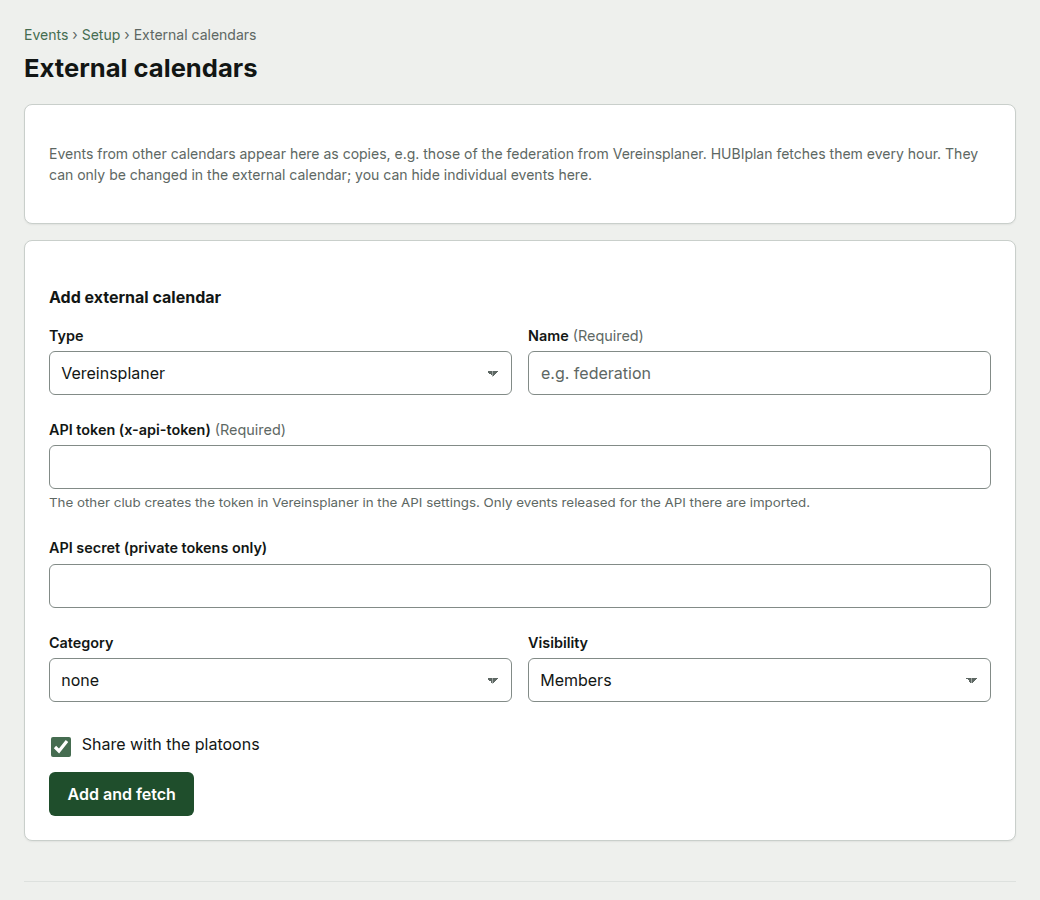 Events › Setup › External calendars
External calendars
Events from other calendars appear here as copies, e.g. those of the federation from Vereinsplaner. HUBIplan fetches them every hour. They
can only be changed in the external calendar; you can hide individual events here.
Add external calendar
Type
Name (Required)
Vereinsplaner
e.g. federation
API token (x-api-token) (Required)
The other club creates the token in Vereinsplaner in the API settings. Only events released for the API there are imported.
API secret (private tokens only)
Category
Visibility
none
Members
Share with the platoons
Add and fetch